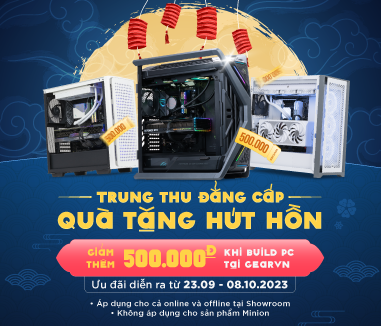 500.000
500.000
500.000
TRUNG THU ĐẲNG CẤP
QUÀ TẶNG HÚT HỒN
GIẢM THÊM 500.000Đ KHI BUILD PC TẠI GEARVN
Ưu đãi diễn ra từ 23.09 - 08.10.2023
• Áp dụng cho cả online và offline tại Showroom
• Không áp dụng cho sản phẩm Minion